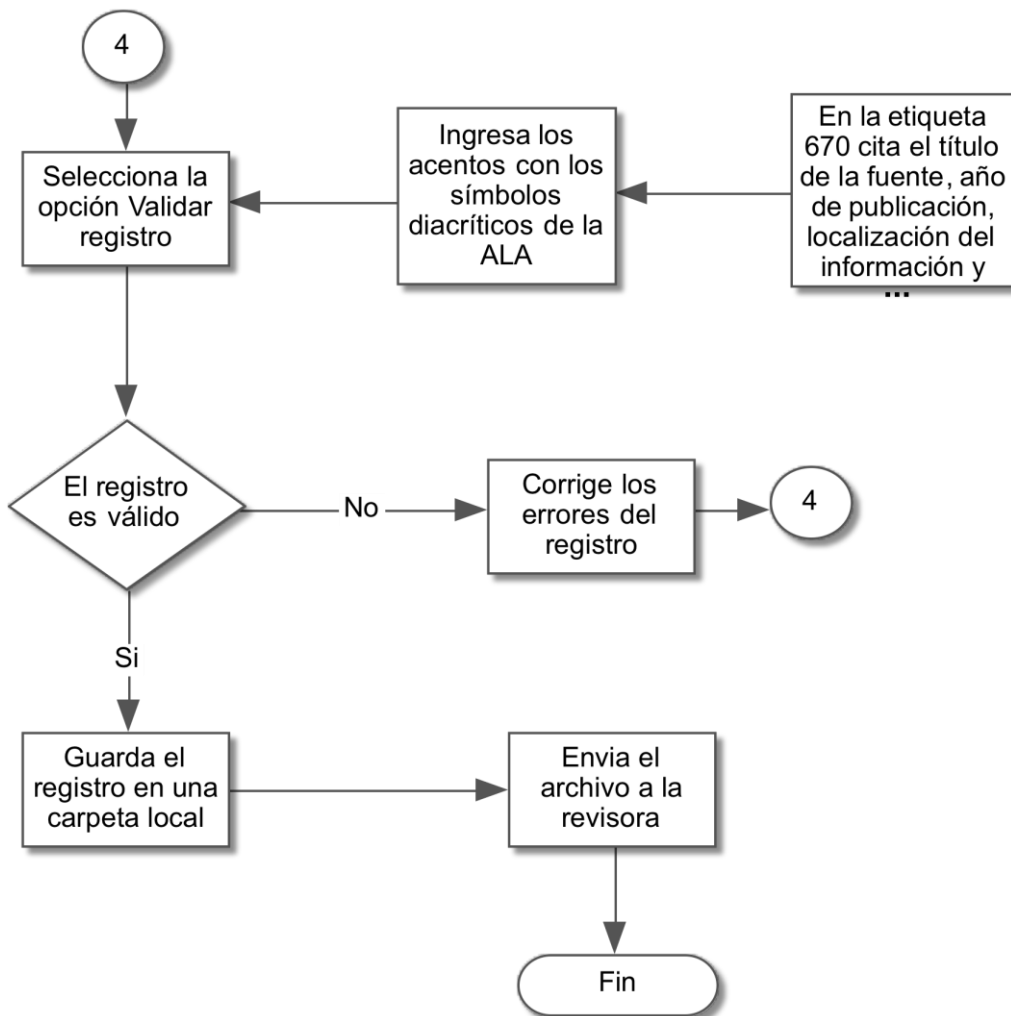 4
En la etiqueta
670 cita el título
de la fuente, año
de publicación,
localización del
información y
...
Ingresa los
acentos con los
símbolos
diacríticos de la
ALA
Selecciona la
opción Validar
registro
El registro
es válido
No
Corrige los
errores del
registro
4
Si
Guarda el
registro en una
carpeta local
Envia el
archivo a la
revisora
Fin